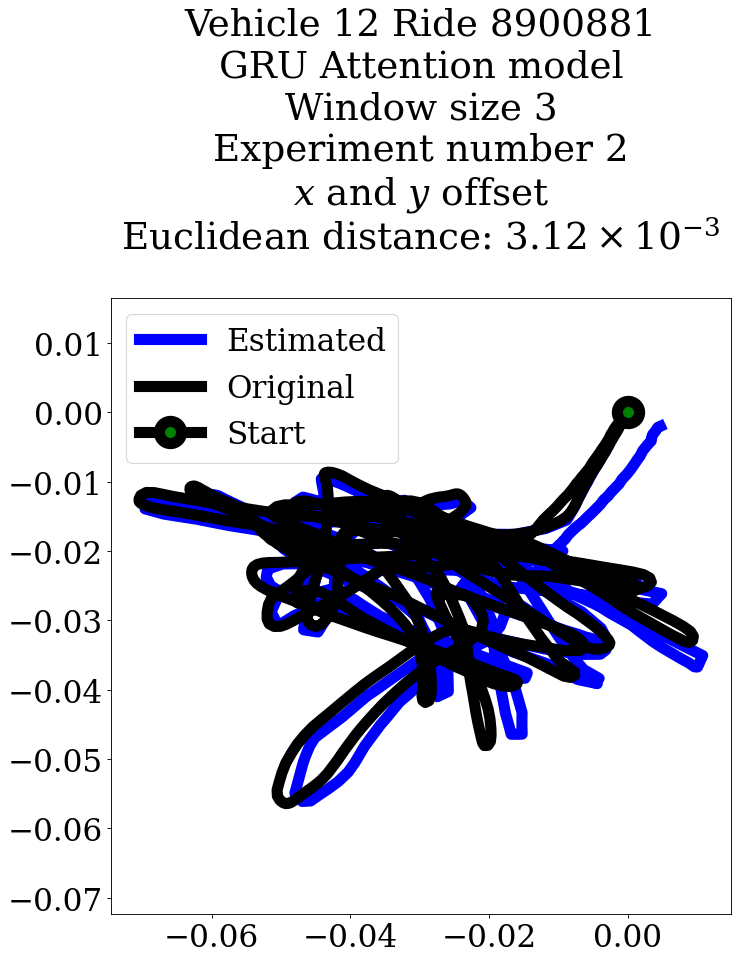 Vehicle 12 Ride 8900881
GRU Attention model
Window size 3
Experiment number 2
x and y offset
Euclidean distance: 3.12 × 10⁻³
Estimated
Original
Start
0.01
0.00
−0.01
−0.02
−0.03
−0.04
−0.05
−0.06
−0.07
−0.06 −0.04 −0.02 0.00